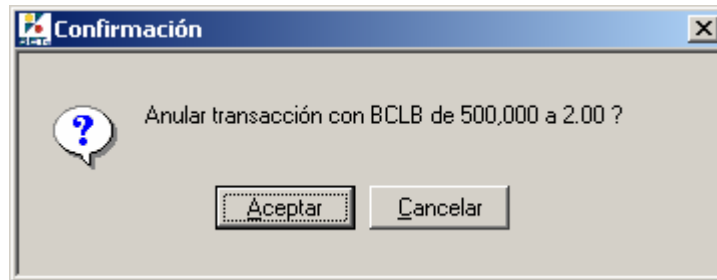 Confirmación
Anular transacción con BCLB de 500,000 a 2.00 ?
Aceptar
Cancelar